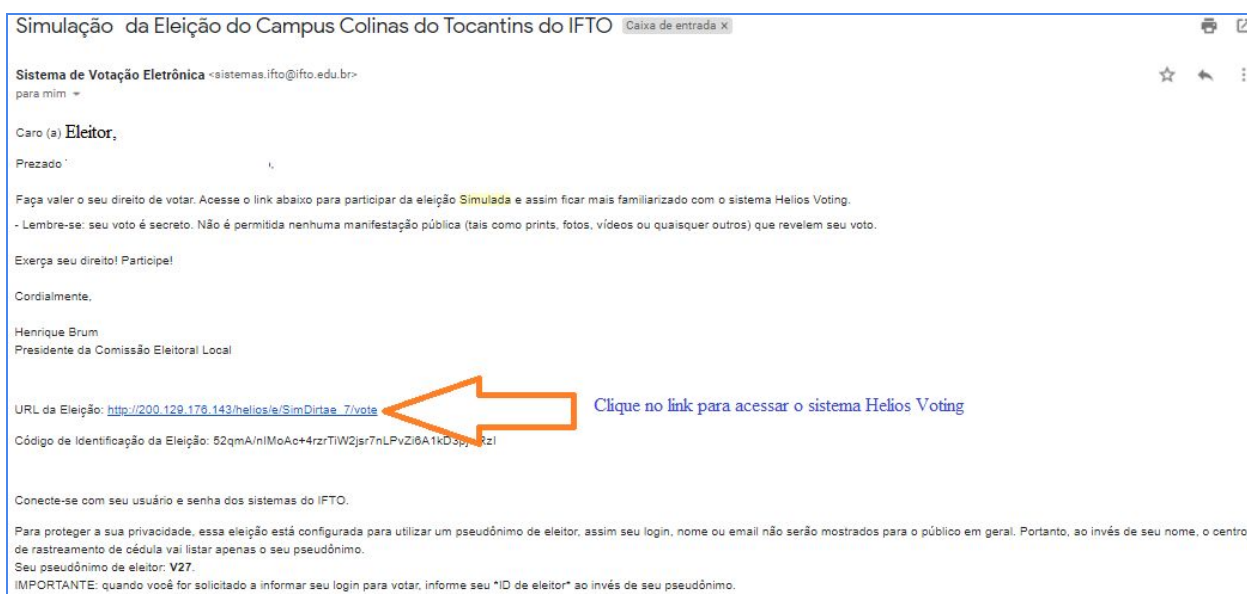 Simulação da Eleição do Campus Colinas do Tocantins do IFTO Caixa de entrada x
Sistema de Votação Eletrônica <sistemas.ifto@ifto.edu.br>
para mim
Caro (a) Eleitor,
Prezado
Faça valer o seu direito de votar. Acesse o link abaixo para participar da eleição Simulada e assim ficar mais familiarizado com o sistema Helios Voting.
- Lembre-se: seu voto é secreto. Não é permitida nenhuma manifestação pública (tais como prints, fotos, vídeos ou quaisquer outros) que revelem seu voto.
Exerça seu direito! Participe!
Cordialmente,
Henrique Brum
Presidente da Comissão Eleitoral Local
URL da Eleição: http://200.129.176.143/helios/e/SimDirtae_7/vote
Clique no link para acessar o sistema Helios Voting
Código de Identificação da Eleição:
Conecte-se com seu usuário e senha dos sistemas do IFTO.
Para proteger a sua privacidade, essa eleição está configurada para utilizar um pseudônimo de eleitor, assim seu login, nome ou email não serão mostrados para o público em geral. Portanto, ao invés de seu nome, o centro
de rastreamento de cédula vai listar apenas o seu pseudônimo.
Seu pseudônimo de eleitor: V27.
IMPORTANTE: quando você for solicitado a informar seu login para votar, informe seu *ID de eleitor* ao invés de seu pseudônimo.